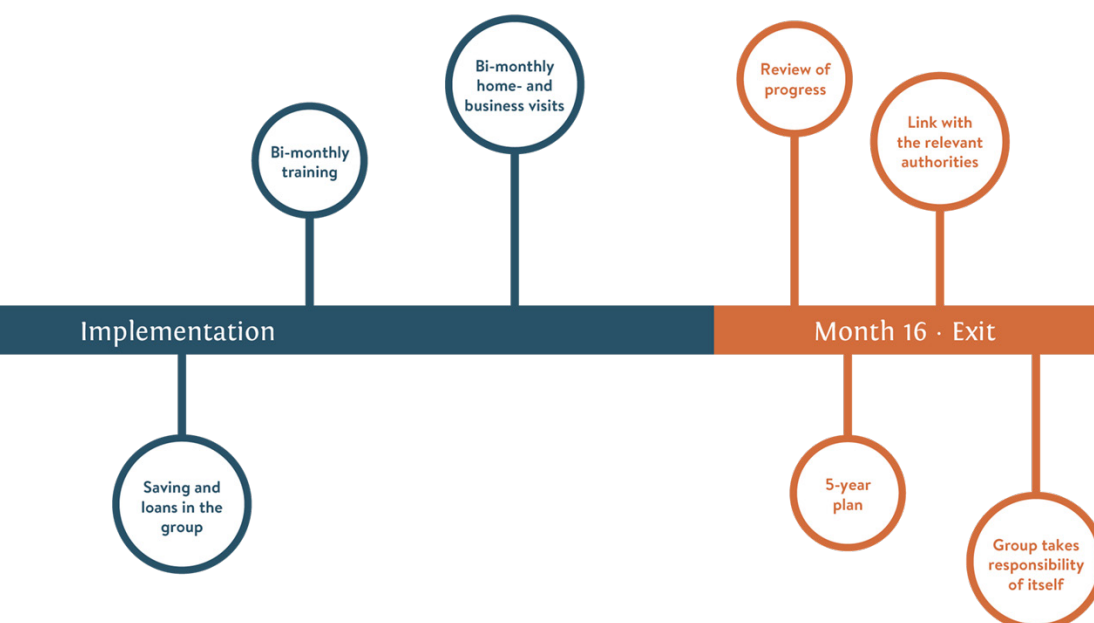 Bi-monthly
home- and
business visits
Review of
progress
Link with
the relevant
authorities
Bi-monthly
training
Implementation
Month 16 · Exit
Saving and
loans in the
group
5-year
plan
Group takes
responsibility
of itself